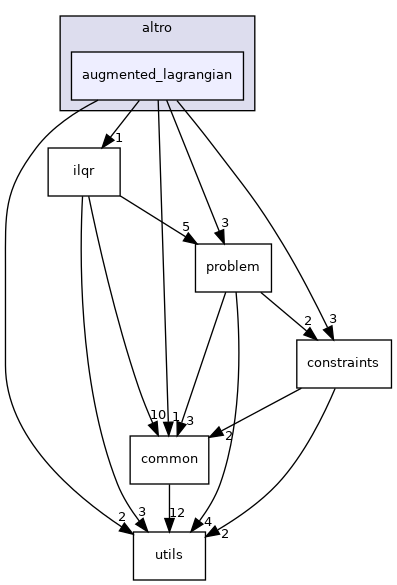 altro
augmented_lagrangian
1
ilqr
5
3
problem
2
3
constraints
10
1
3
2
common
2
3
12
4
2
utils